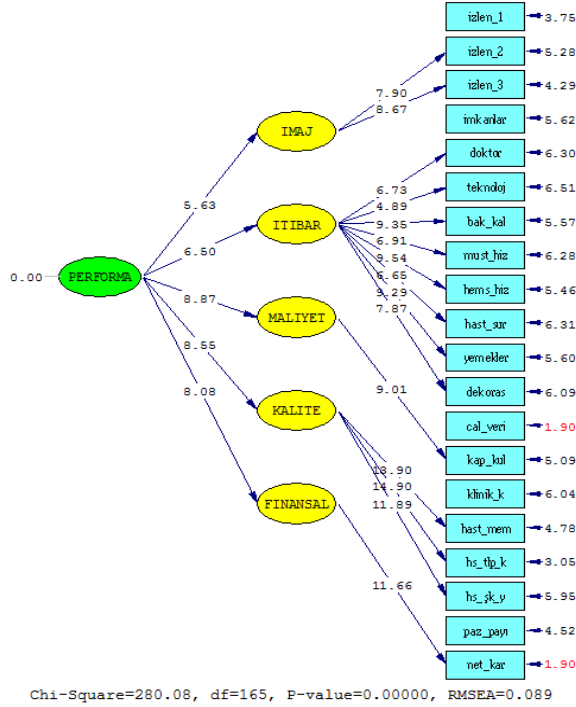 izlen_1 3.75
izlen_2 5.28
izlen_3 4.29
7.90
8.67
imkanlar 5.62
IMAJ
doktor 6.30
6.73
teknoloj 6.51
4.89
5.63
bak_kal 5.57
9.35
ITIBAR
6.91
must_hiz 6.28
6.50
9.54
0.00 PERFORMA
hems_hiz 5.46
6.65
9.29
8.87
7.87
MALIYET
hast_sur 6.31
8.55
yemekler 5.60
9.01
8.08
dekoras 6.09
KALITE
cal_veri 1.90
kap_kul 5.09
13.90
14.90
klinik_k 6.04
11.89
FINANSAL
hast_mem 4.78
hs_tlp_k 3.05
11.66
hs_şk_y 5.95
paz_payı 4.52
net_kar 1.90
Chi-Square=280.08, df=165, P-value=0.00000, RMSEA=0.089